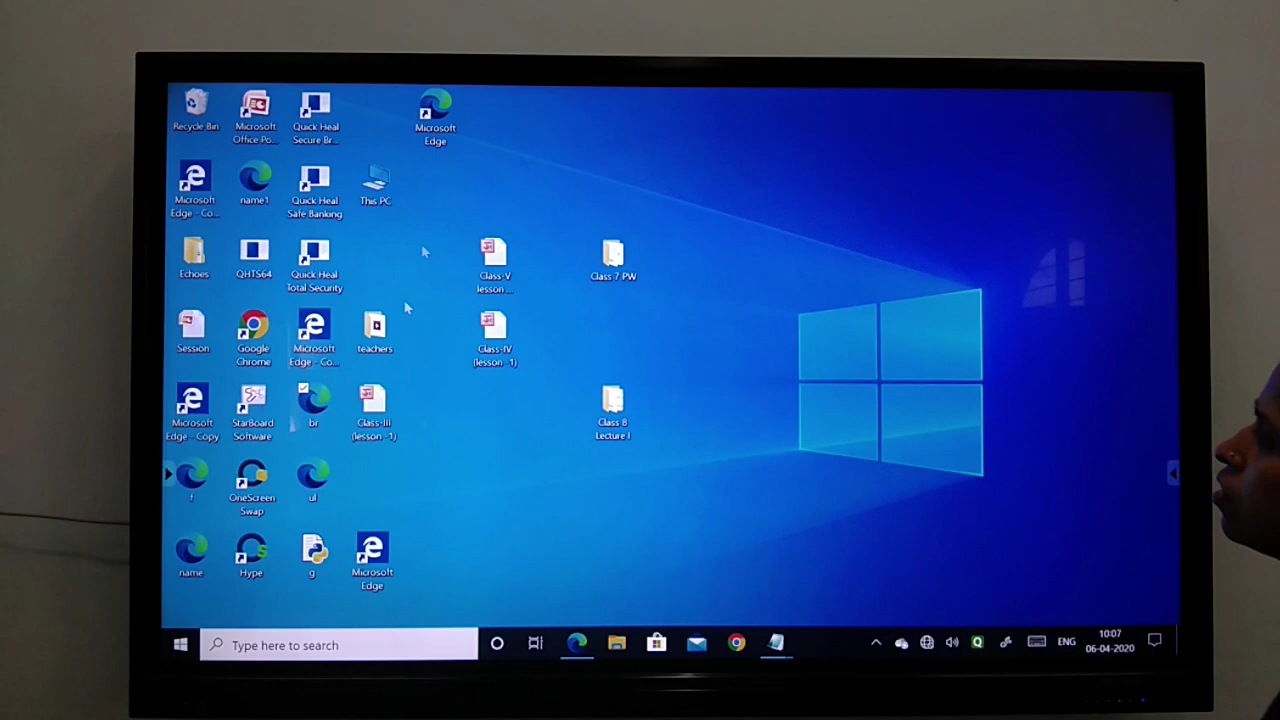 Recycle Bin
Microsoft
Office Po...
Quick Heal
Secure Br...
Microsoft
Edge
Microsoft
Edge - Co...
name1
Quick Heal
Safe Banking
This PC
Echoes
QHTS64
Quick Heal
Total Security
Class-V
lesson ...
Class 7 PW
Session
Google
Chrome
Microsoft
Edge - Co...
teachers
Class-IV
(lesson -1)
Microsoft
Edge - Copy
StarBoard
Software
br
Class-III
(lesson -1)
Class 8
Lecture I
f
OneScreen
Swap
ul
name
Hype
g
Microsoft
Edge
Type here to search
ENG
10:07
06-04-2020